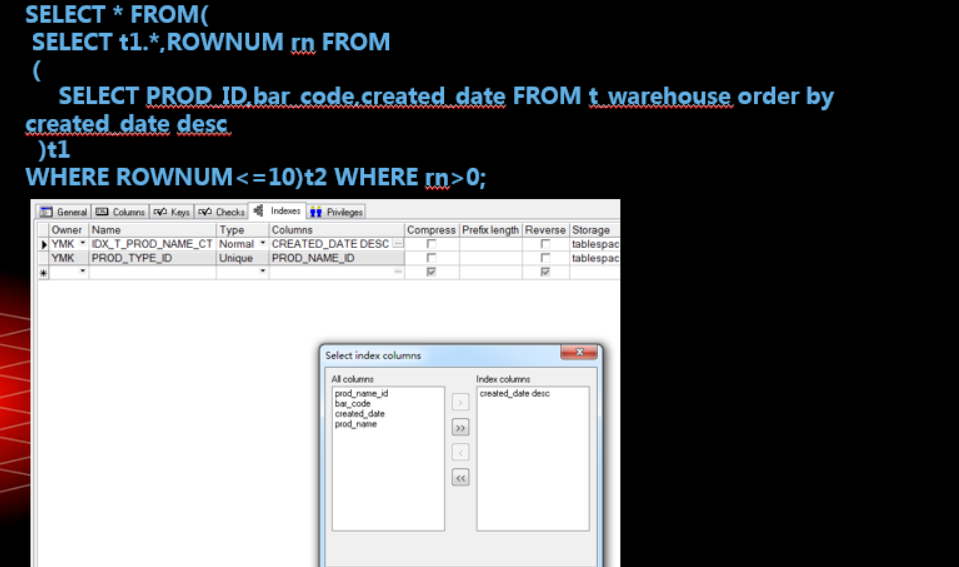 SELECT * FROM(
SELECT t1.*,ROWNUM rn FROM
(
SELECT PROD_ID,bar_code,created_date FROM t_warehouse order by
created_date desc
)t1
WHERE ROWNUM<=10)t2 WHERE rn>0;
General Columns Keys Checks Indexes Privileges
Owner Name Type Columns Compress Prefix length Reverse Storage
YMK IDX_T_PROD_NAME_CT Normal CREATED_DATE DESC ... tablespac
YMK PROD_TYPE_ID Unique PROD_NAME_ID tablespac
Select index columns
All columns Index columns
prod_name_id created_date desc
bar_code
created_date
prod_name
>
>>
<
<<